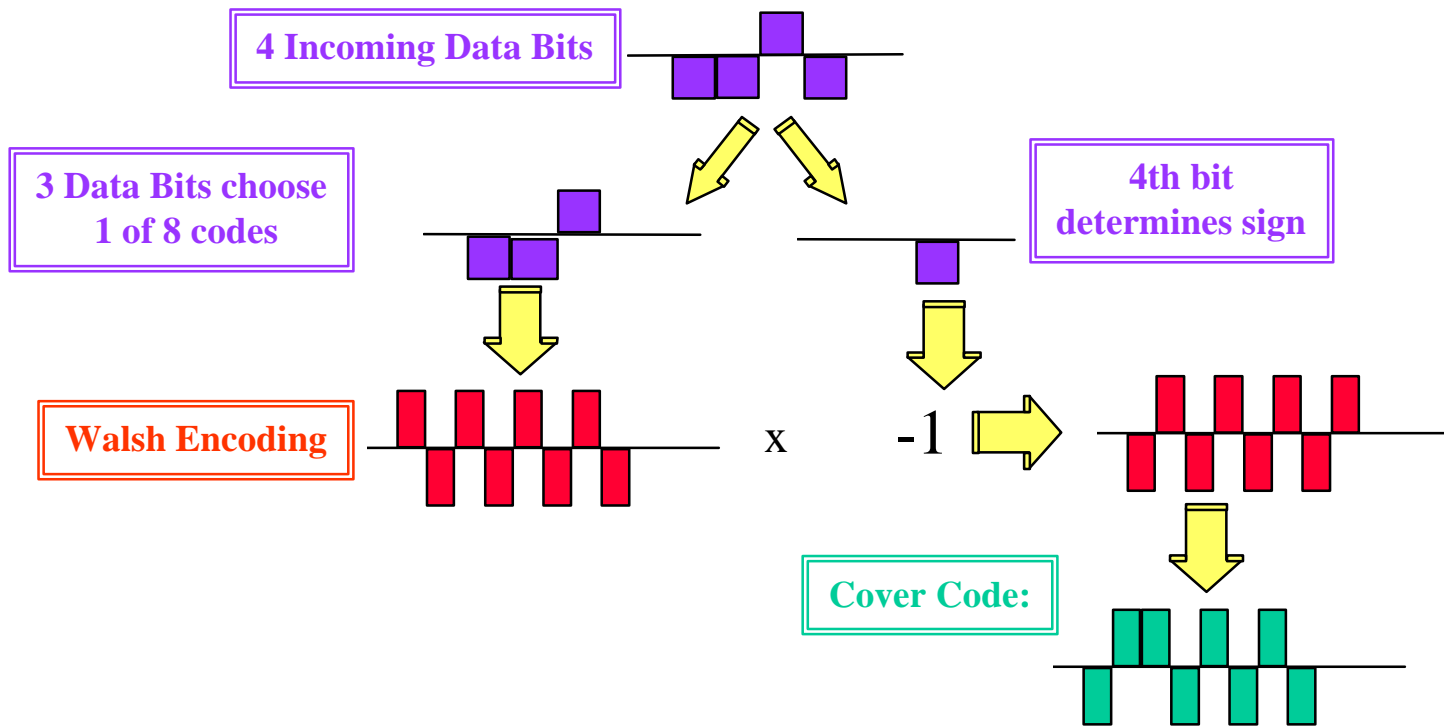 4 Incoming Data Bits
3 Data Bits choose
1 of 8 codes
4th bit
determines sign
Walsh Encoding
x
-1
Cover Code: